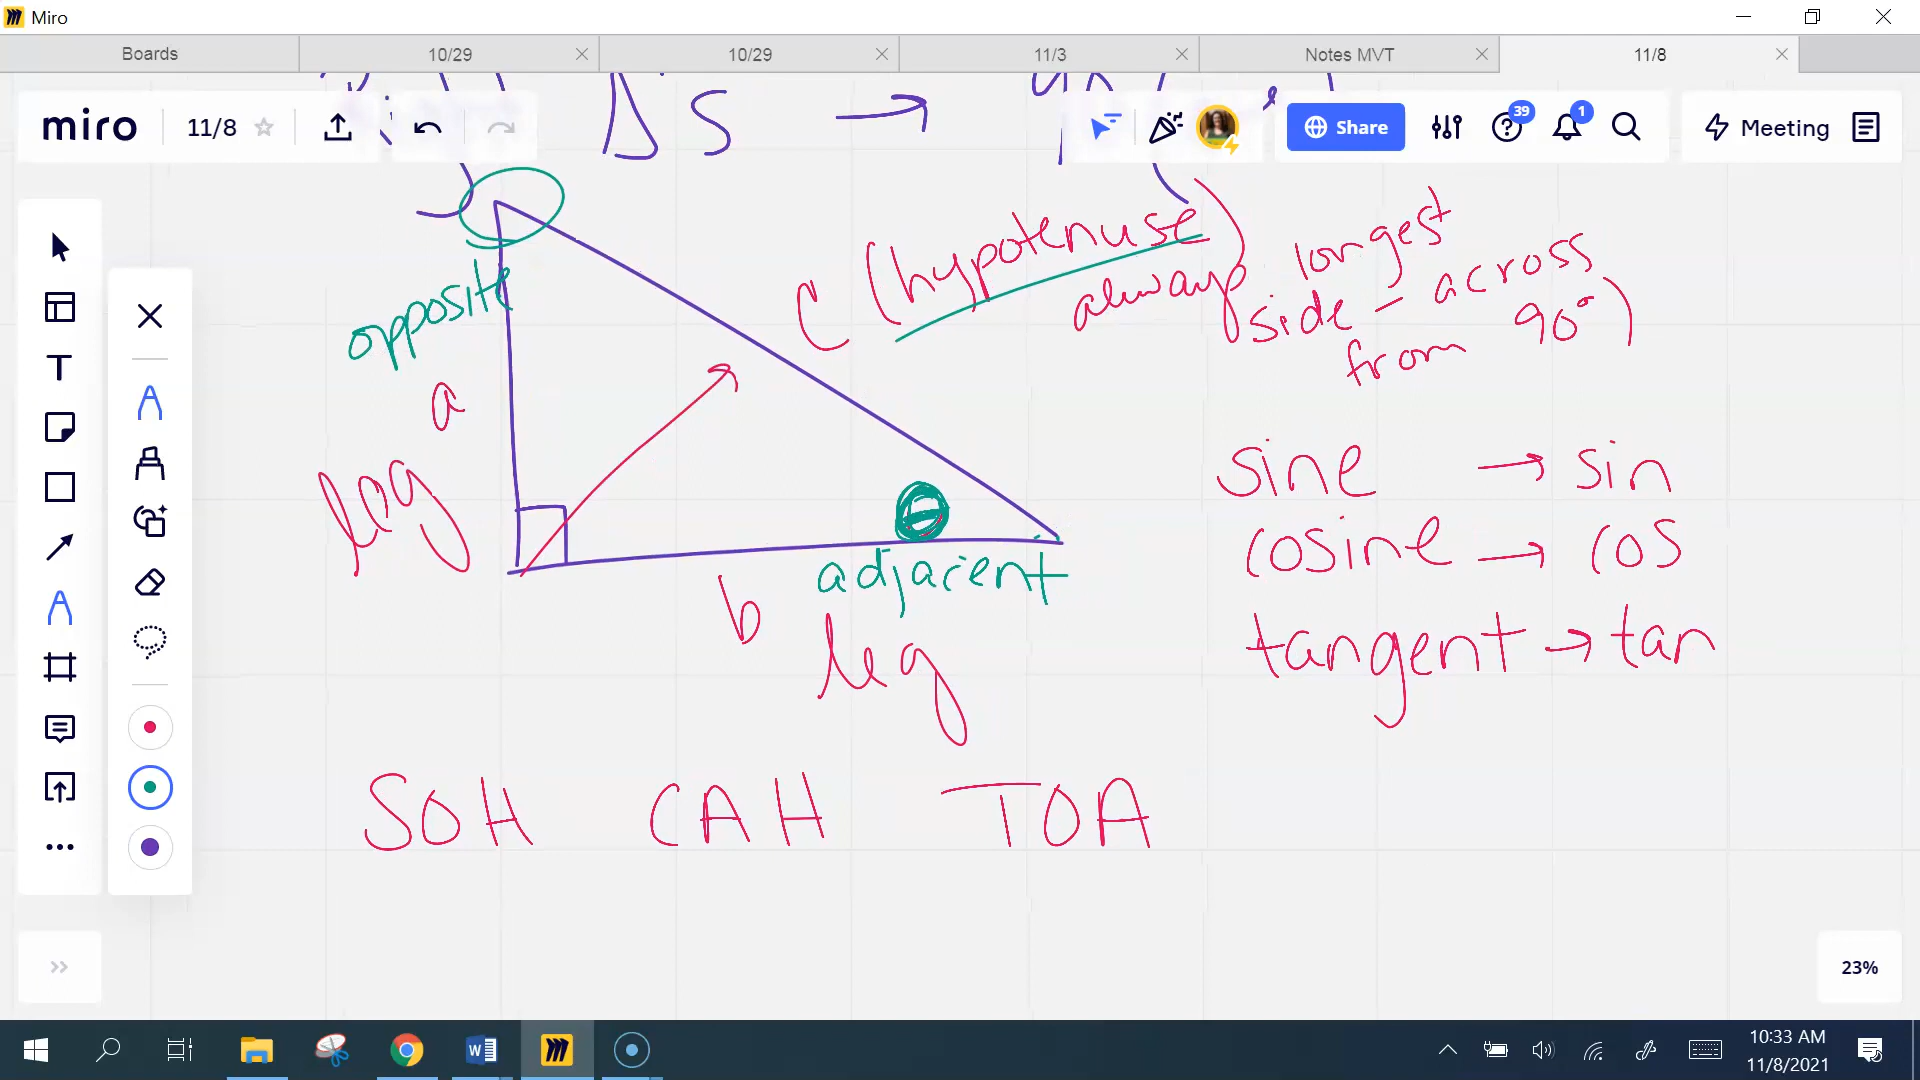 Miro
Boards 10/29 10/29 11/3 Notes MVT 11/8
miro 11/8 Share 39 1 Meeting
Δ's →
C (hypotenuse)
always longest
side - across
from 90°)
opposite
a
leg
θ
adjacent
b
leg
sine → sin
cosine → cos
tangent → tan
SOH CAH TOA
23%
10:33 AM
11/8/2021